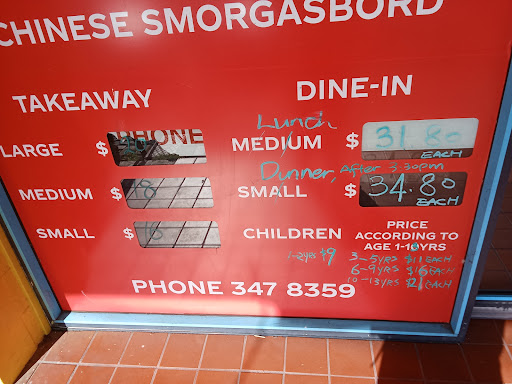 CHINESE SMORGASBORD
TAKEAWAY
DINE-IN
PHONE
Lunch
LARGE $
MEDIUM $ 31.80 EACH
Dunner, After 3.30pm
MEDIUM $ 18
SMALL $ 34.80 EACH
SMALL $
CHILDREN
PRICE
ACCORDING TO
AGE 1-10YRS
1-2yrs $9
3-5YRS $11 EACH
6-9YRS $16 EACH
10-13YRS $21 EACH
PHONE 347 8359